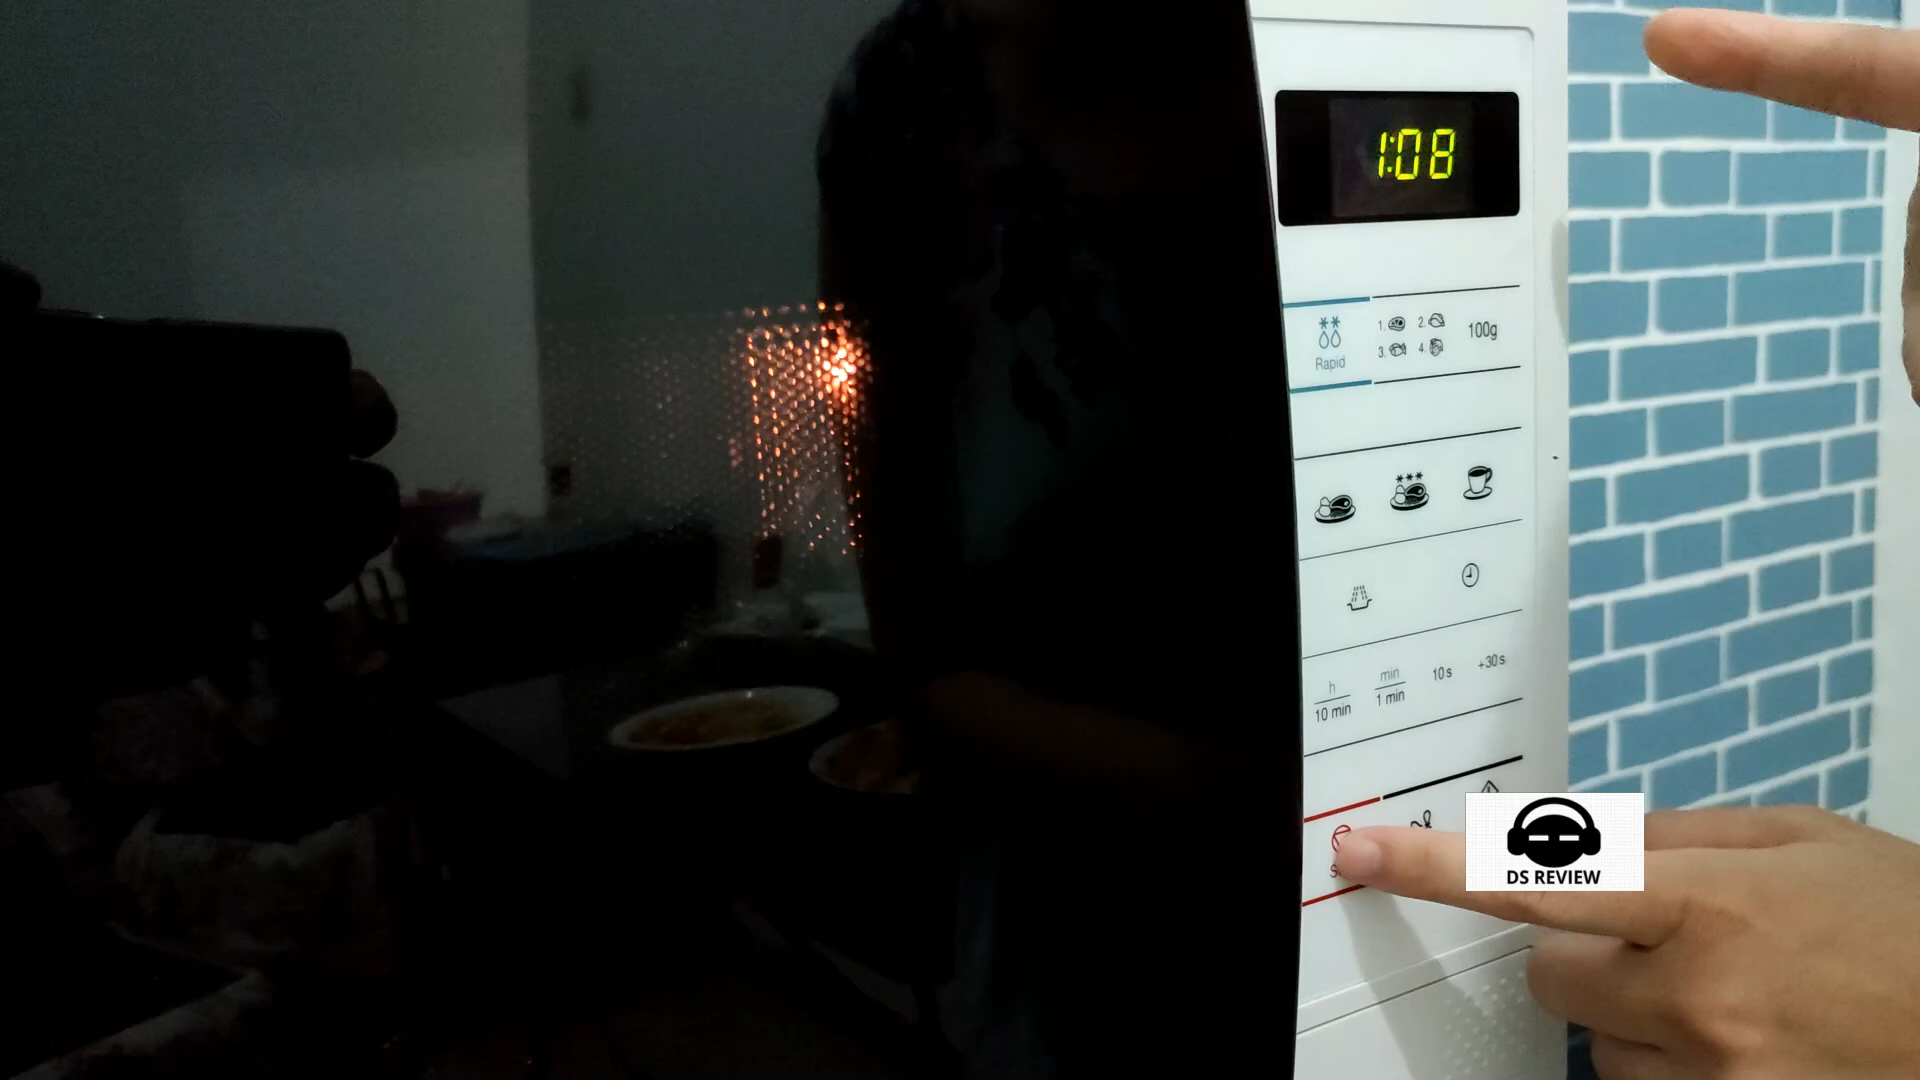 1:08
1. 2.
3. 4.
100g
Rapid
h
10 min
min
1 min
10 s
+30 s
DS REVIEW